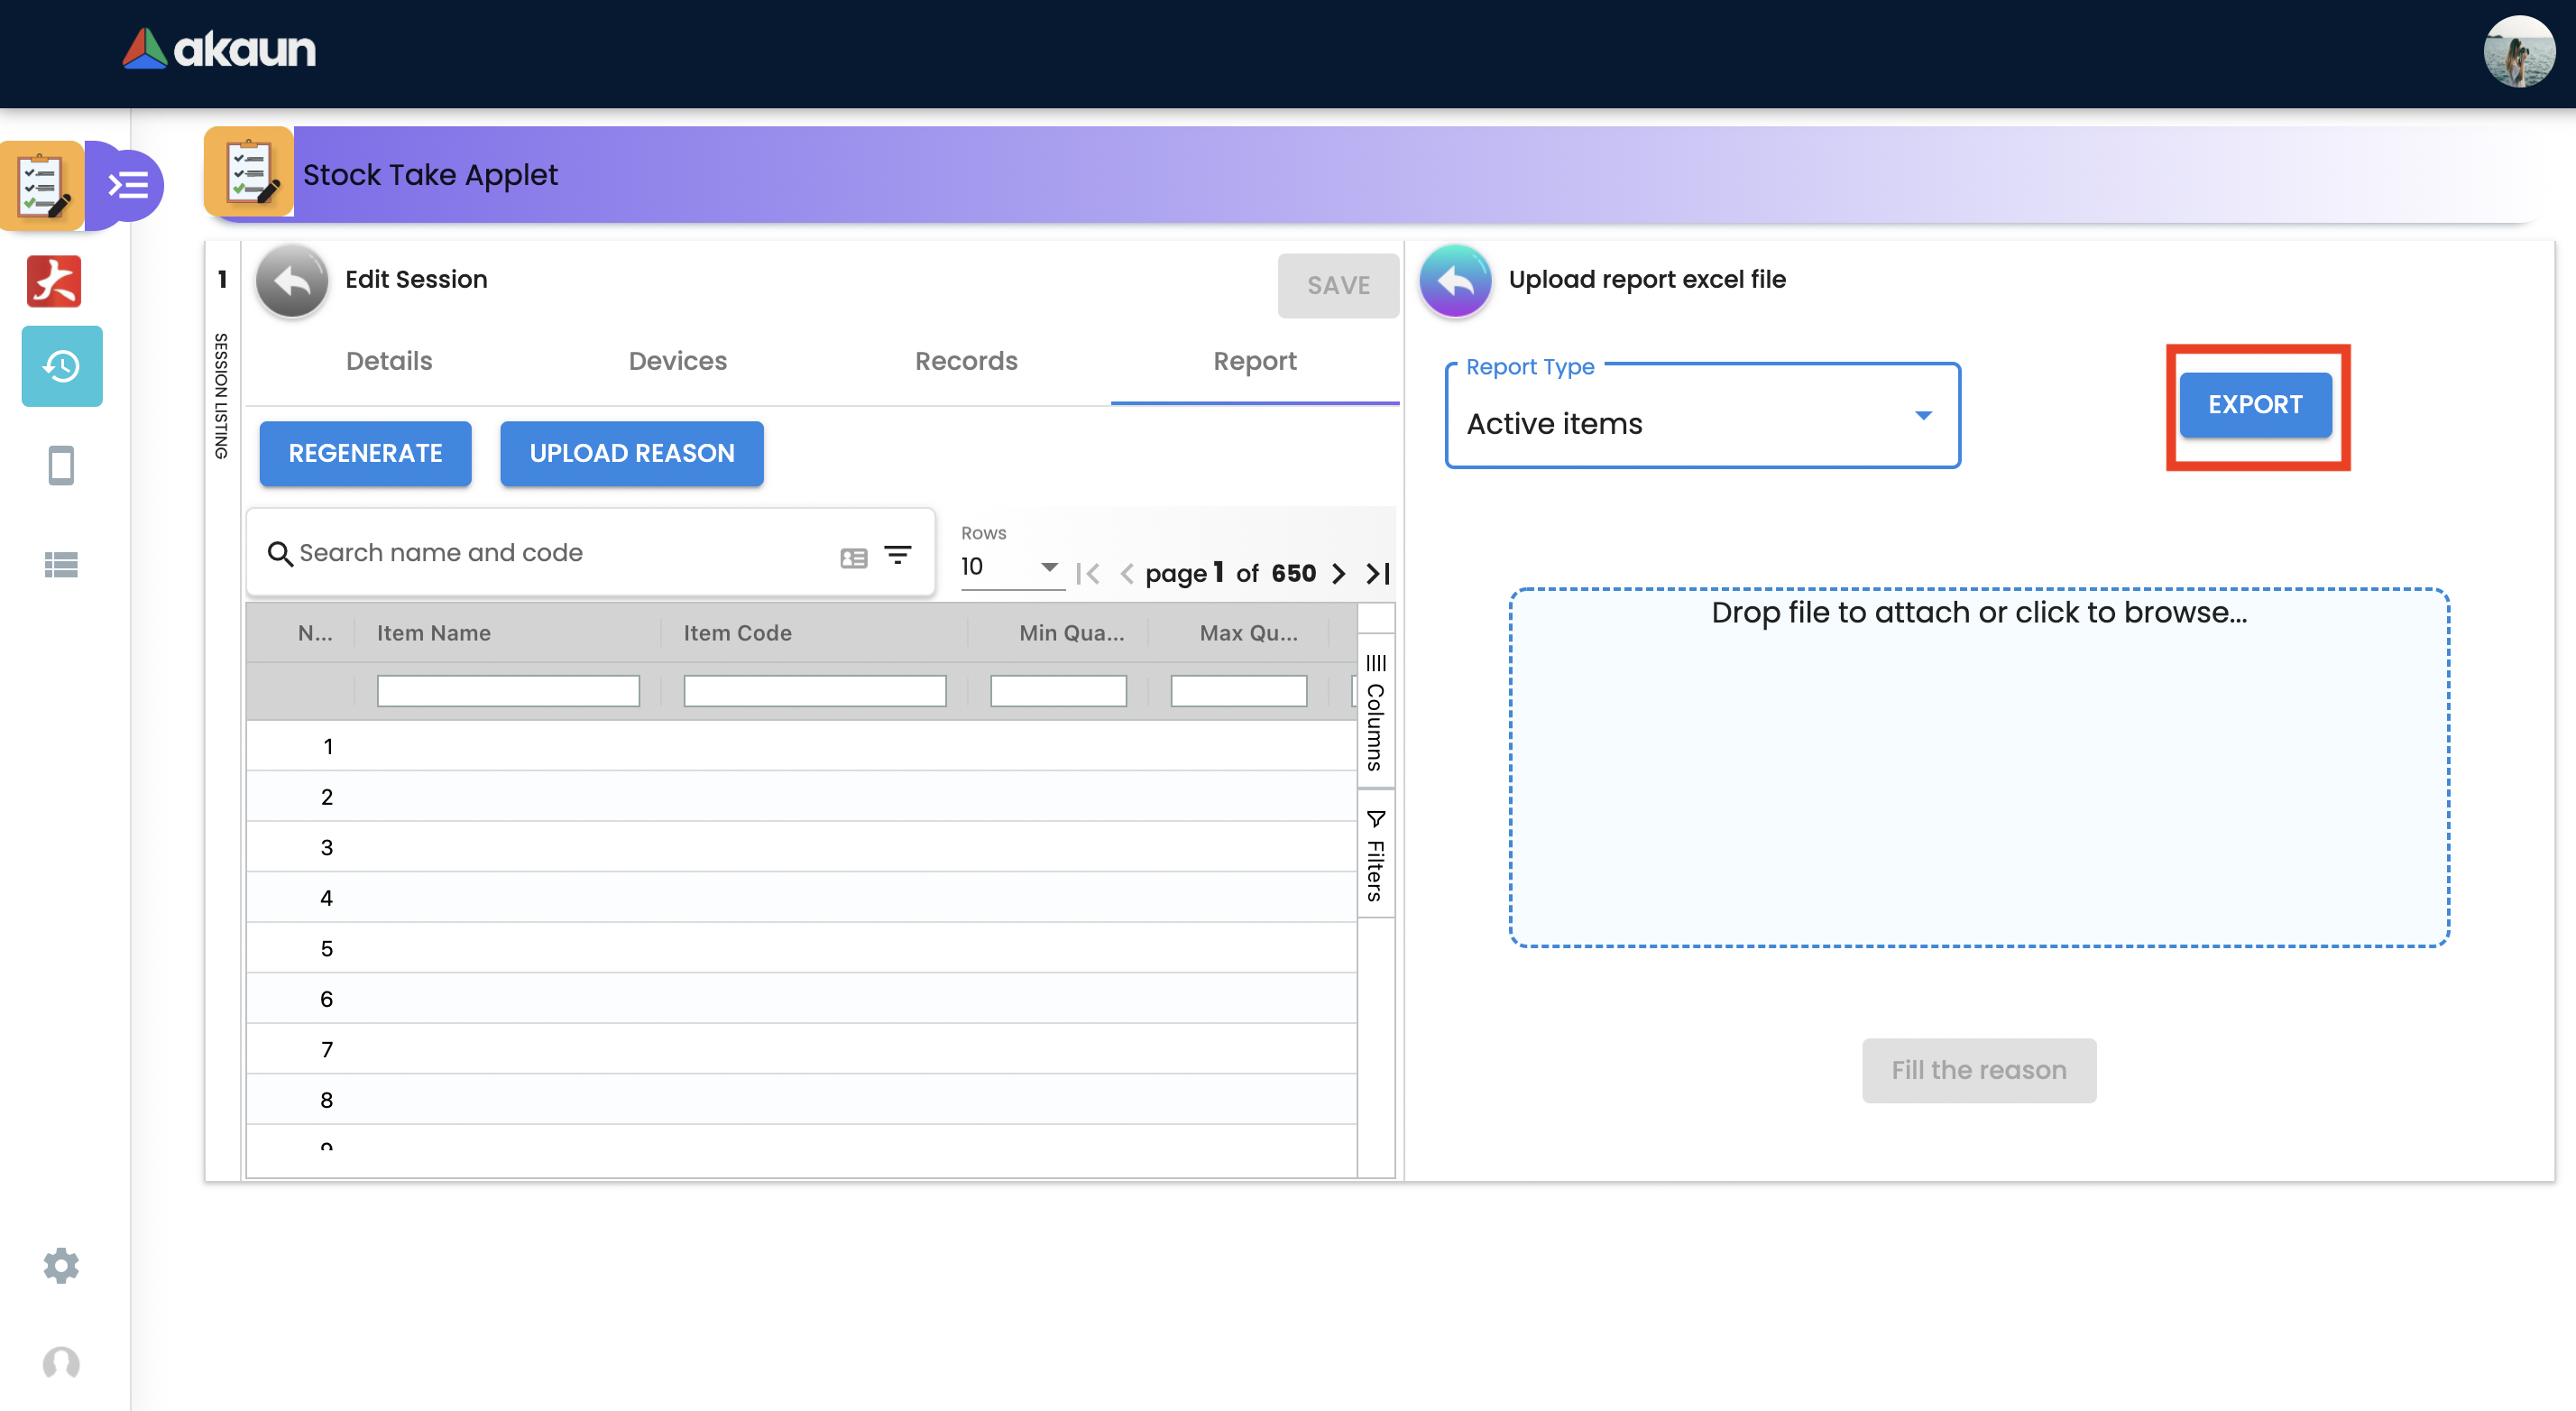 akaun
Stock Take Applet
1
SESSION LISTING
Edit Session
SAVE
Details
Devices
Records
Report
REGENERATE
UPLOAD REASON
Search name and code
Rows
10
page 1 of 650
N...
Item Name
Item Code
Min Qua...
Max Qu...
1
2
3
4
5
6
7
8
9
Columns
Filters
大
Upload report excel file
Report Type
Active items
EXPORT
Drop file to attach or click to browse...
Fill the reason